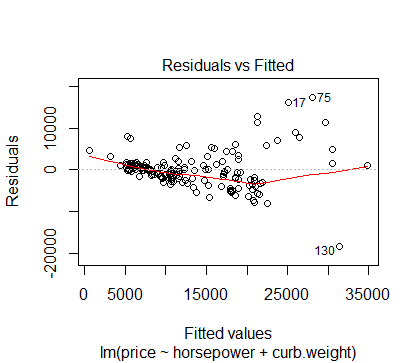 Residuals vs Fitted
Residuals
-20000
0
10000
17
75
130
0
5000
15000
25000
35000
Fitted values
lm(price ~ horsepower + curb.weight)